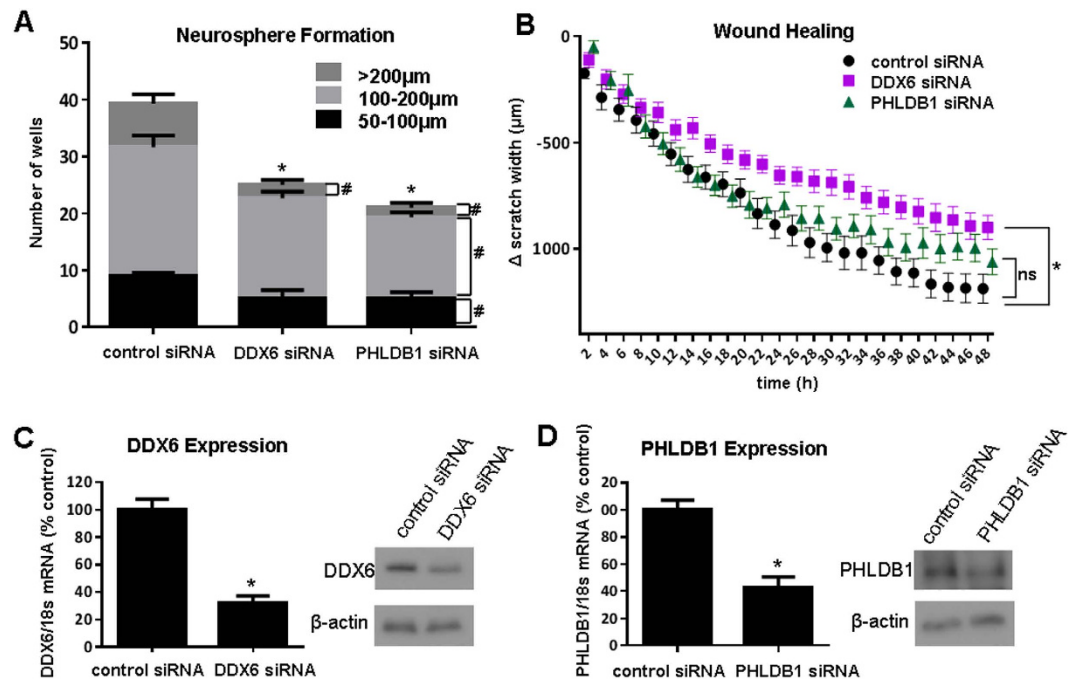 A
Neurosphere Formation
50
40
30
20
10
0
Number of wells
>200µm
100-200µm
50-100µm
*
#
*
#
#
#
control siRNA
DDX6 siRNA
PHLDB1 siRNA
B
Wound Healing
0
-500
1000
Δ scratch width (µm)
control siRNA
DDX6 siRNA
PHLDB1 siRNA
ns
*
2 4 6 8 10 12 14 16 18 20 22 24 26 28 30 32 34 36 38 40 42 44 46 48
time (h)
C
DDX6 Expression
DDX6/18s mRNA (% control)
120
100
80
60
40
20
0
*
control siRNA
DDX6 siRNA
control siRNA
DDX6 siRNA
DDX6
β-actin
D
PHLDB1 Expression
PHLDB1/18s mRNA (% control)
20
00
80
60
40
20
0
*
control siRNA
PHLDB1 siRNA
control siRNA
PHLDB1 siRNA
PHLDB1
β-actin